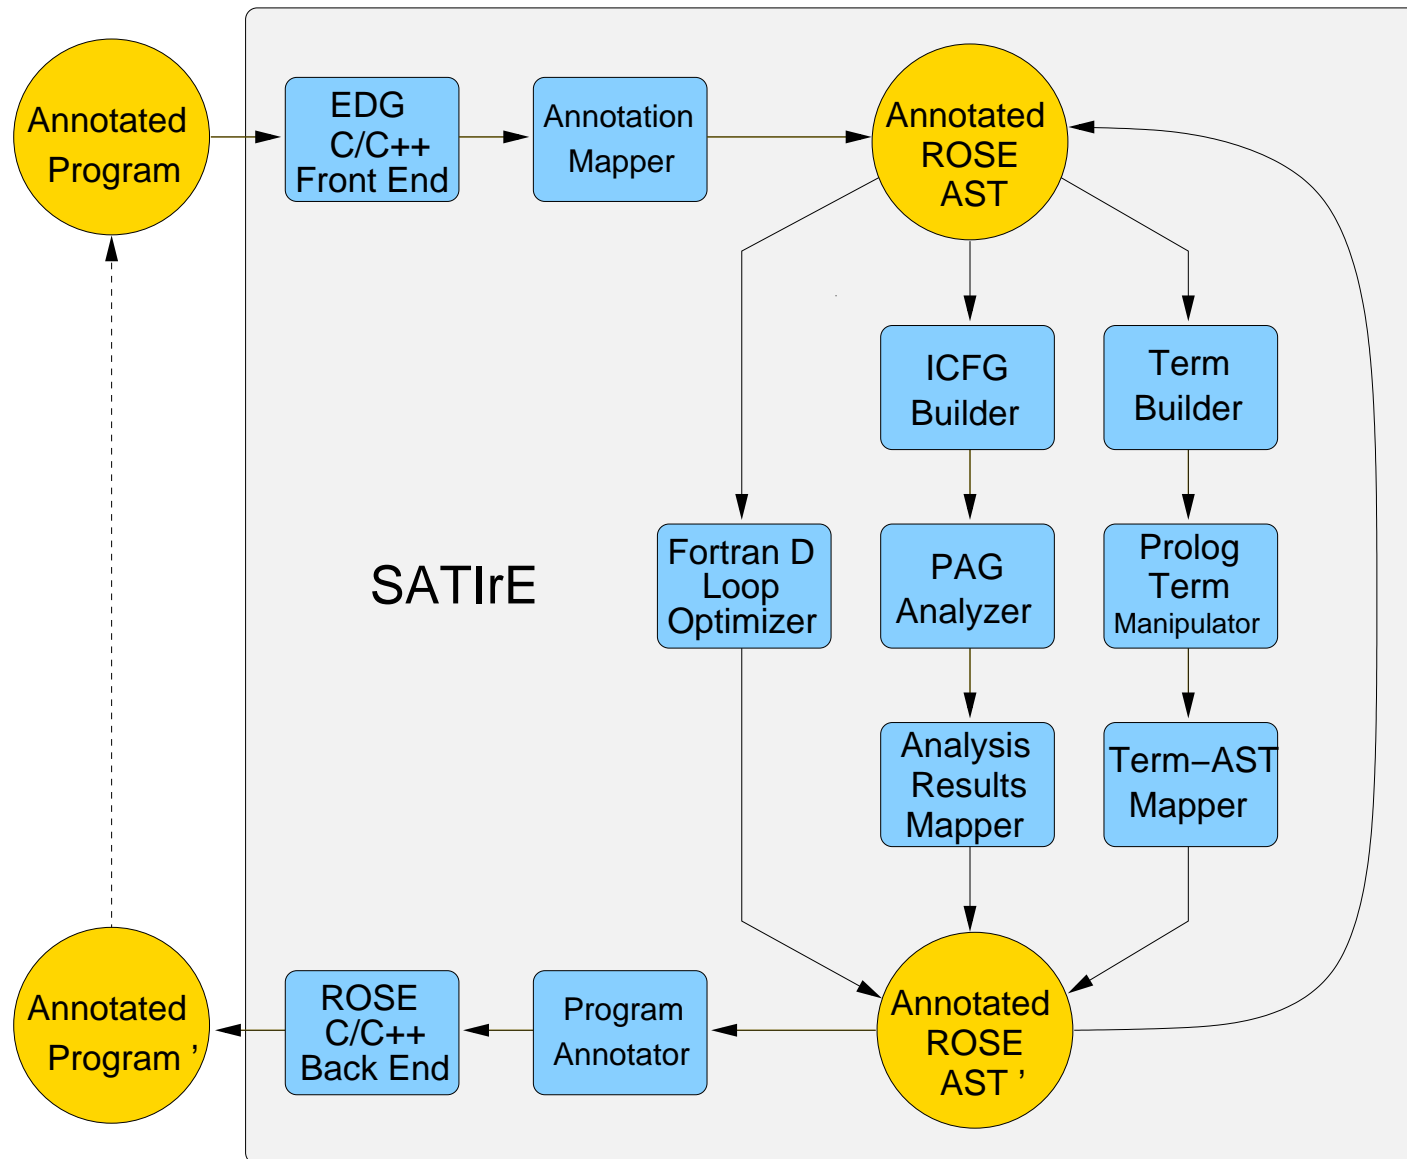 Annotated
Program
EDG
C/C++
Front End
Annotation
Mapper
Annotated
ROSE
AST
ICFG
Builder
Term
Builder
SATIrE
Fortran D
Loop
Optimizer
PAG
Analyzer
Prolog
Term
Manipulator
Analysis
Results
Mapper
Term–AST
Mapper
Annotated
Program ’
ROSE
C/C++
Back End
Program
Annotator
Annotated
ROSE
AST ’